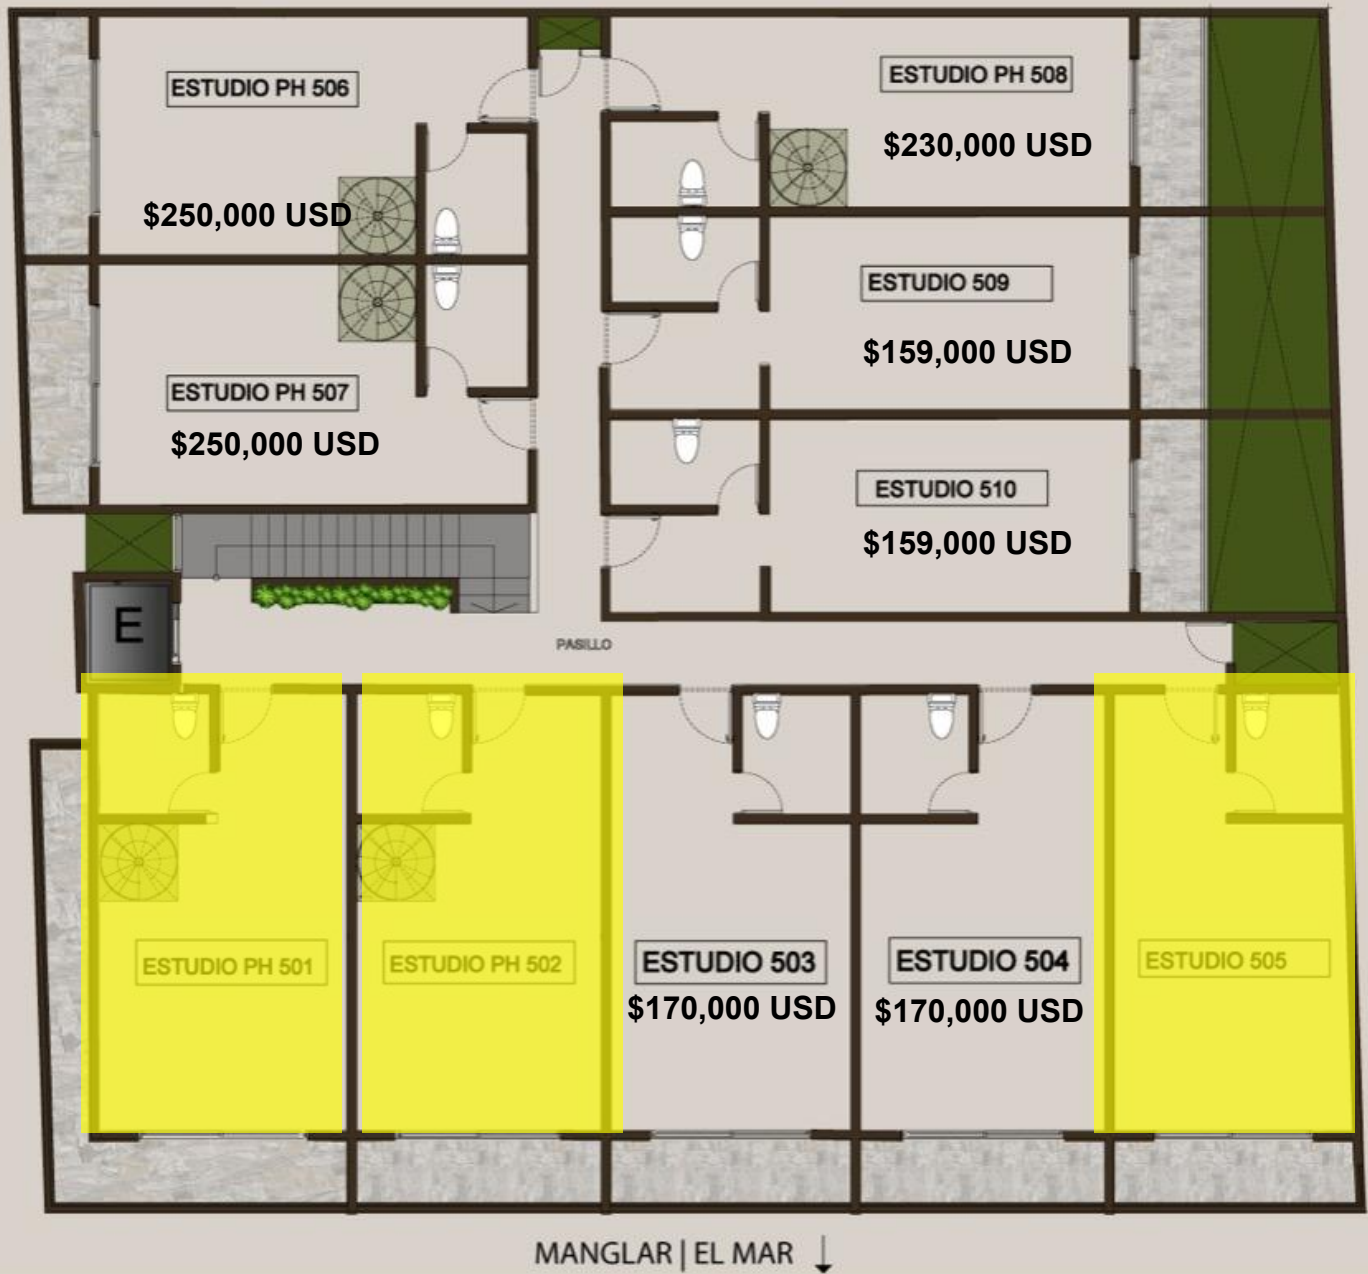 ESTUDIO PH 506
$250,000 USD
ESTUDIO PH 508
$230,000 USD
ESTUDIO 509
$159,000 USD
ESTUDIO PH 507
$250,000 USD
ESTUDIO 510
$159,000 USD
E
PASILLO
ESTUDIO PH 501
ESTUDIO PH 502
ESTUDIO 503
$170,000 USD
ESTUDIO 504
$170,000 USD
ESTUDIO 505
MANGLAR | EL MAR ↓